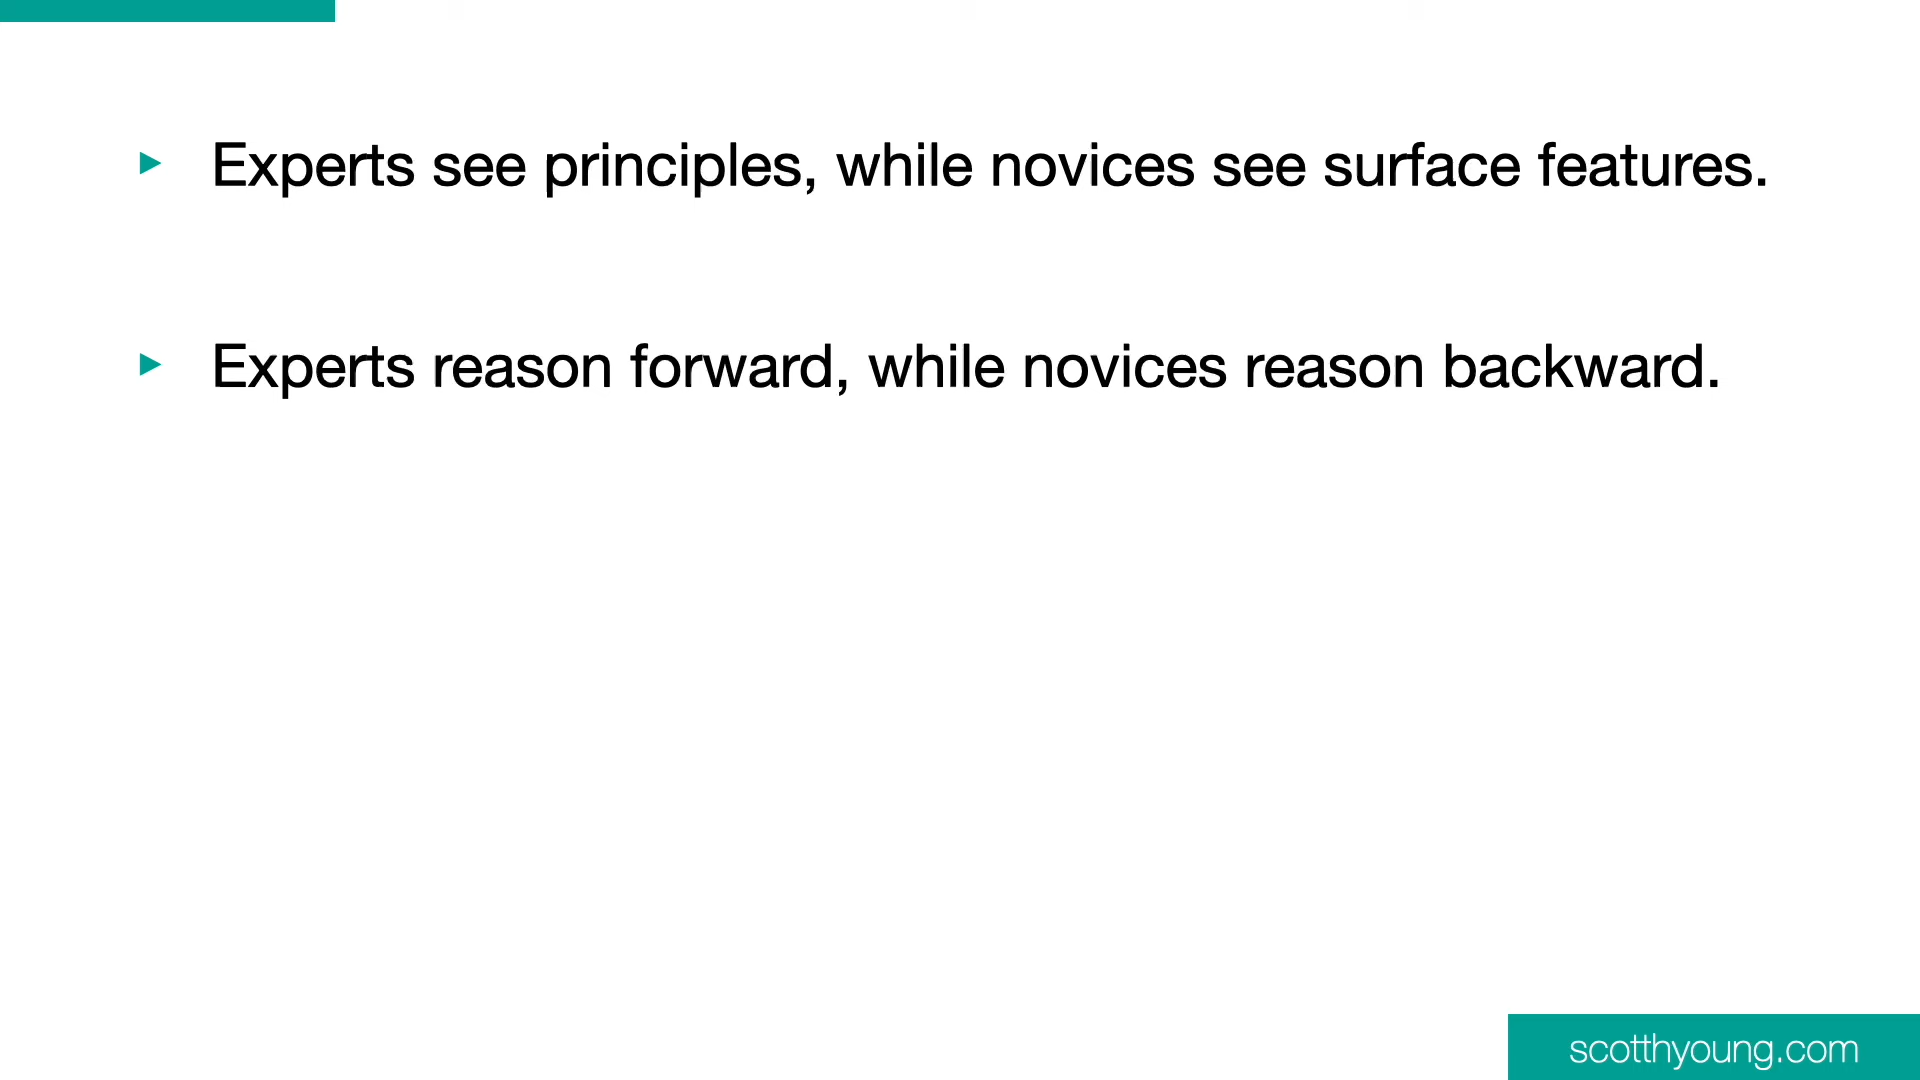 Experts see principles, while novices see surface features.
Experts reason forward, while novices reason backward.
scotthyoung.com